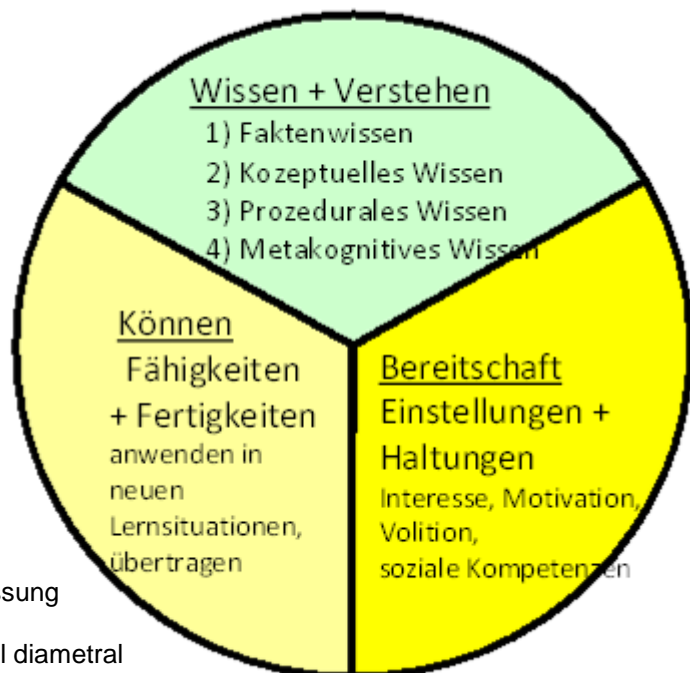 Wissen + Verstehen
1) Faktenwissen
2) Kozeptuelles Wissen
3) Prozedurales Wissen
4) Metakognitives Wissen
Können
Fähigkeiten
+ Fertigkeiten
anwenden in
neuen
Lernsituationen,
übertragen
Bereitschaft
Einstellungen +
Haltungen
Interesse, Motivation,
Volition,
soziale Kompetenzen
ssung
l diametral